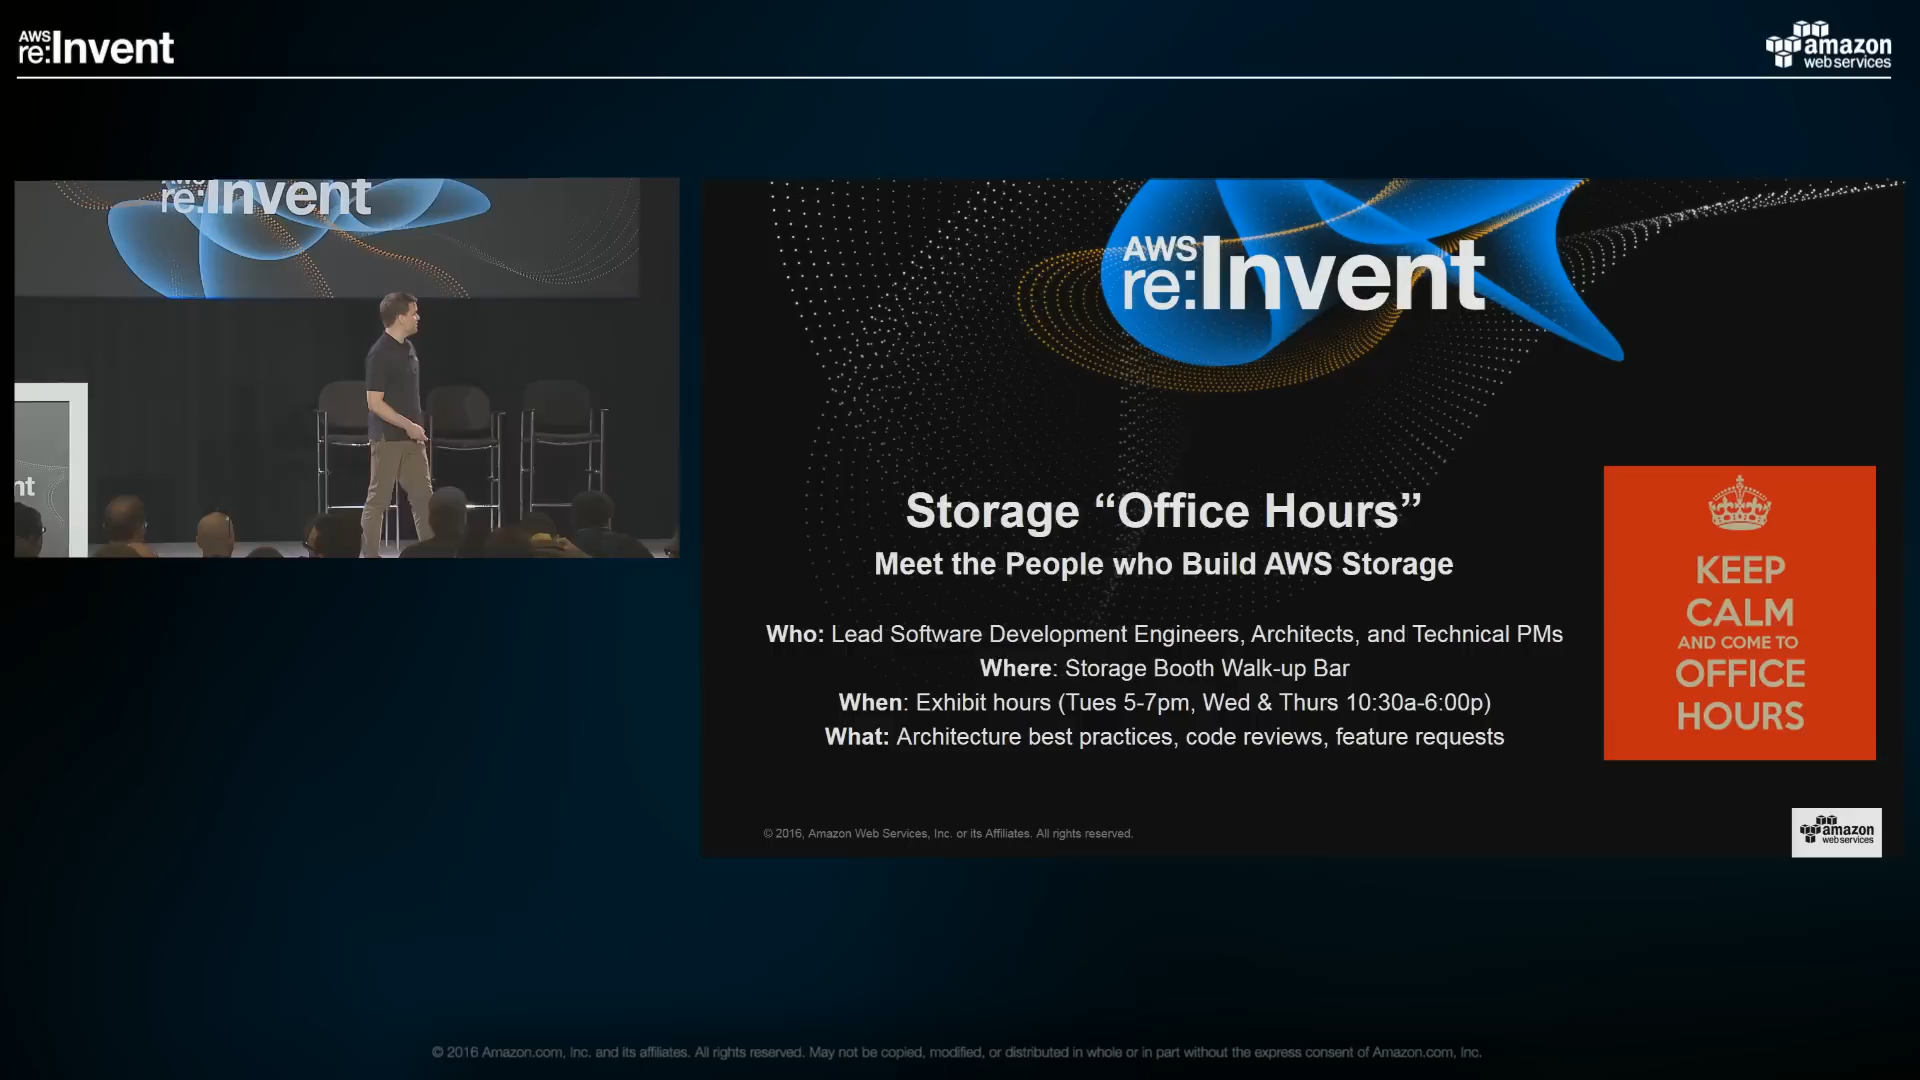 AWS
re:Invent
amazon
web services
re:Invent
nt
AWS
re:Invent
Storage “Office Hours”
Meet the People who Build AWS Storage
Who: Lead Software Development Engineers, Architects, and Technical PMs
Where: Storage Booth Walk-up Bar
When: Exhibit hours (Tues 5-7pm, Wed & Thurs 10:30a-6:00p)
What: Architecture best practices, code reviews, feature requests
KEEP
CALM
AND COME TO
OFFICE
HOURS
© 2016, Amazon Web Services, Inc. or its Affiliates. All rights reserved.
amazon
web services
© 2016 Amazon.com, Inc. and its affiliates. All rights reserved. May not be copied, modified, or distributed in whole or in part without the express consent of Amazon.com, Inc.